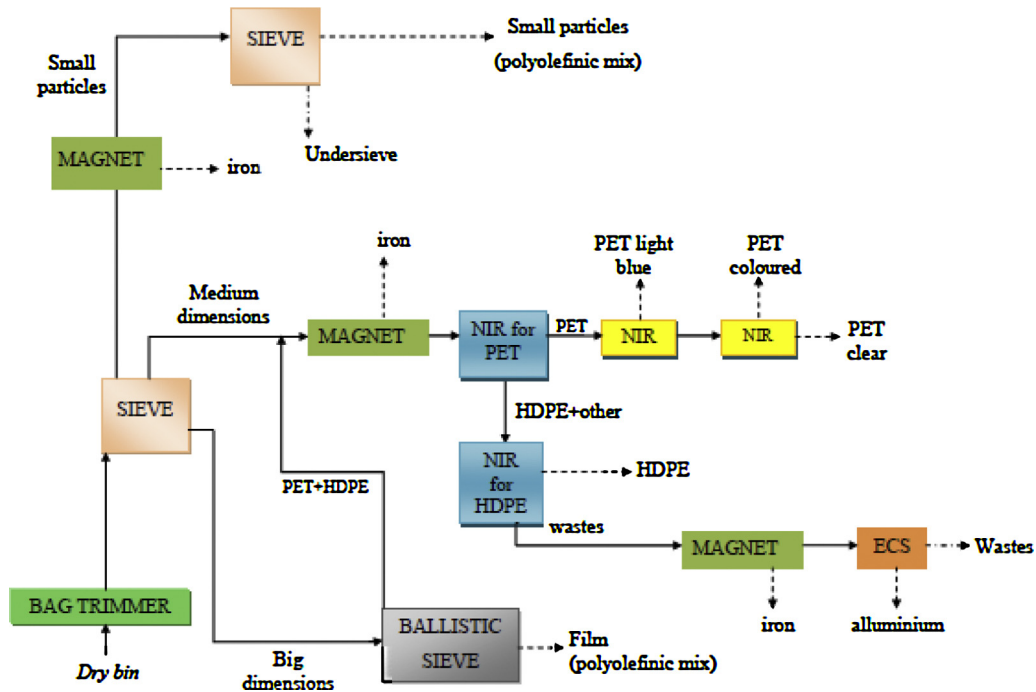 SIEVE
Small particles
(polyolefinic mix)
Small
particles
Undersieve
MAGNET
iron
iron
PET light
blue
PET
coloured
Medium
dimensions
MAGNET
NIR for
PET
PET
NIR
NIR
PET
clear
SIEVE
HDPE+other
NIR
for
HDPE
HDPE
PET+HDPE
wastes
MAGNET
ECS
Wastes
BAG TRIMMER
BALLISTIC
SIEVE
iron
alluminium
Film
(polyolefinic mix)
Dry bin
Big
dimensions